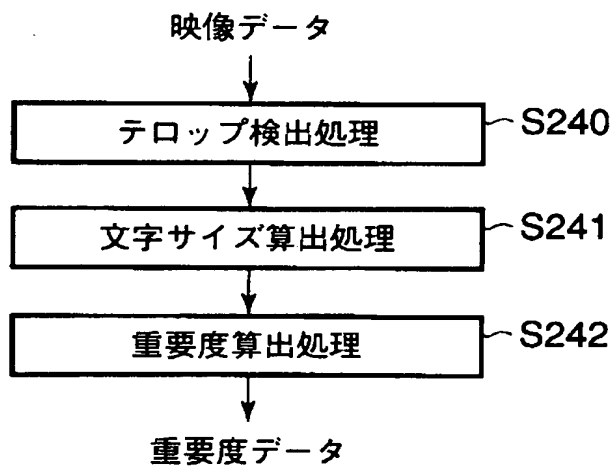 映像データ
テロップ検出処理 S240
文字サイズ算出処理 S241
重要度算出処理 S242
重要度データ